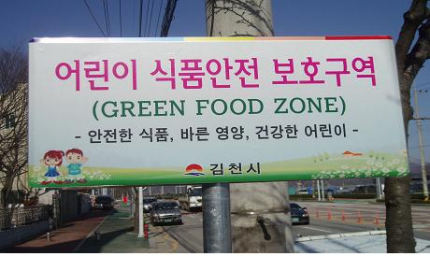 어린이 식품안전 보호구역
(GREEN FOOD ZONE)
- 안전한 식품, 바른 영양, 건강한 어린이 -
김천시